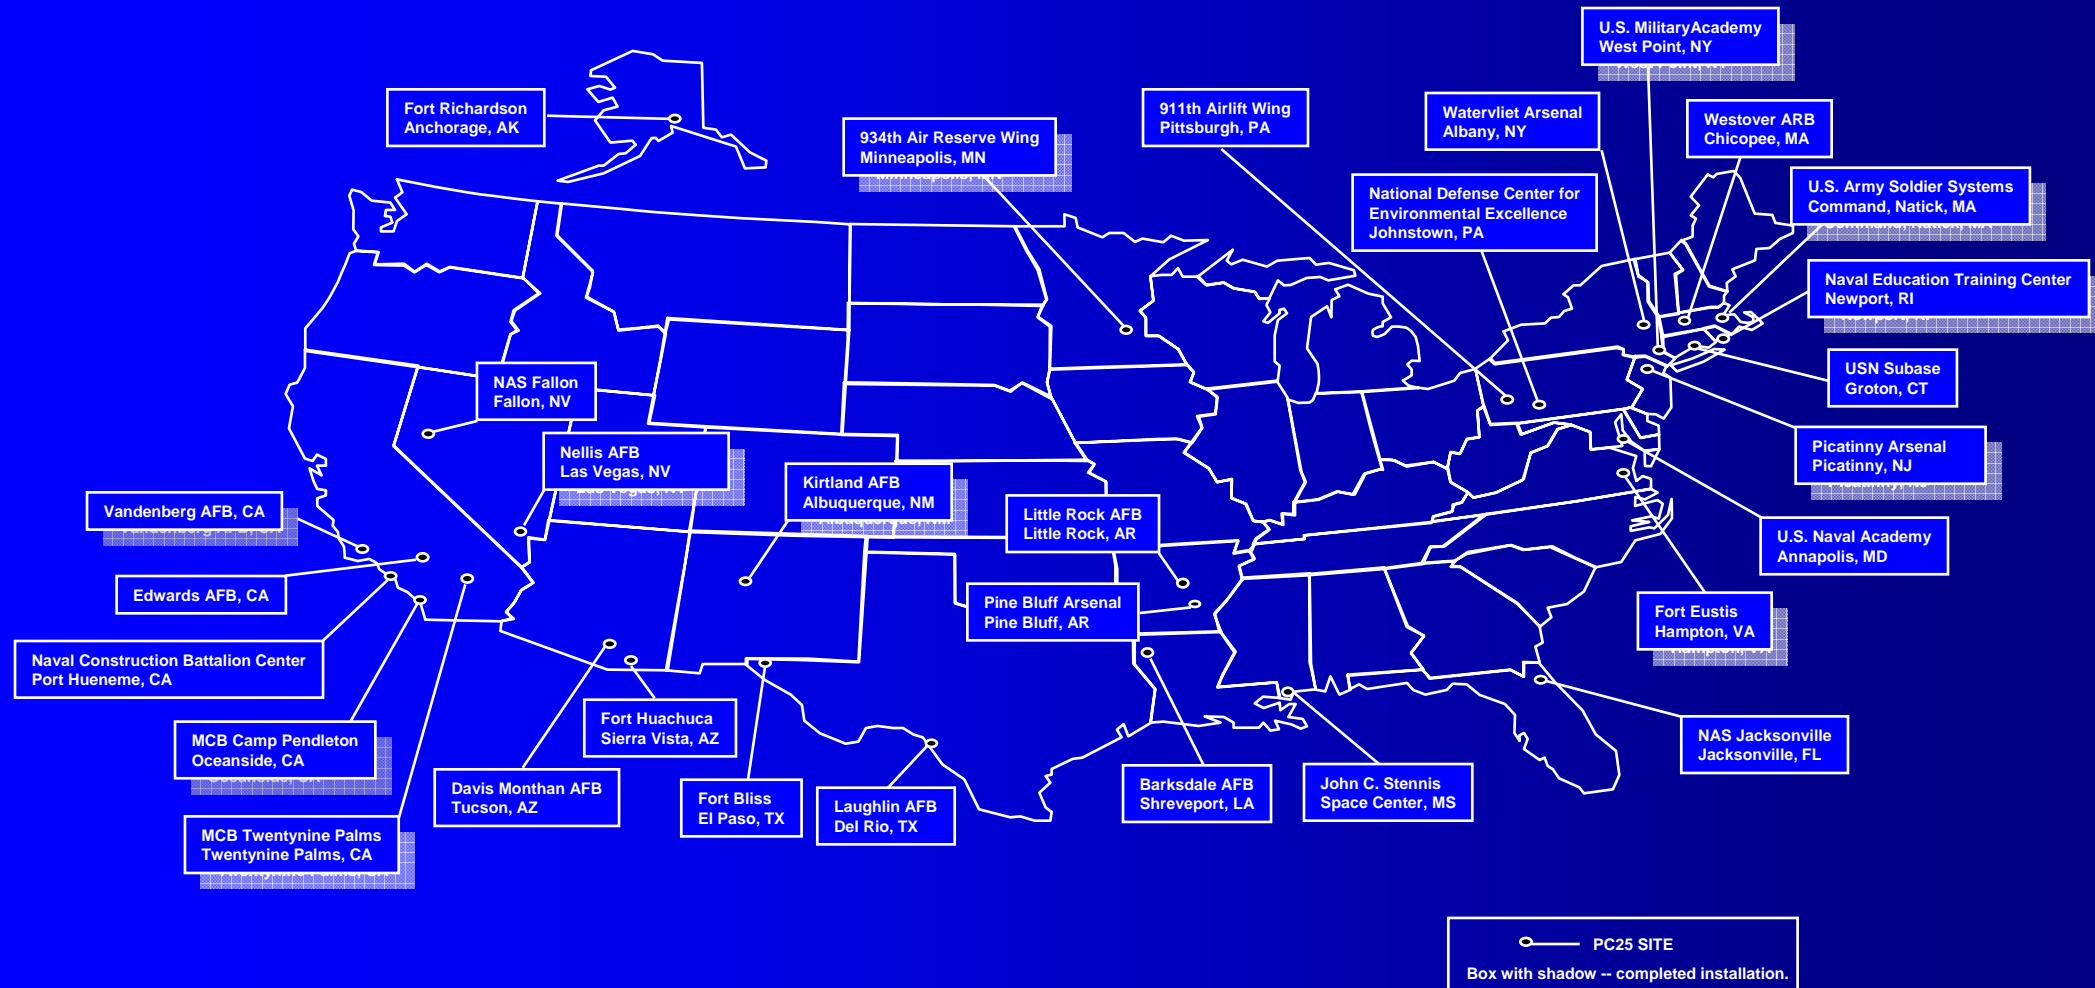 U.S. MilitaryAcademy
West Point, NY
Fort Richardson
Anchorage, AK
934th Air Reserve Wing
Minneapolis, MN
911th Airlift Wing
Pittsburgh, PA
Watervliet Arsenal
Albany, NY
Westover ARB
Chicopee, MA
National Defense Center for
Environmental Excellence
Johnstown, PA
U.S. Army Soldier Systems
Command, Natick, MA
Naval Education Training Center
Newport, RI
USN Subase
Groton, CT
NAS Fallon
Fallon, NV
Nellis AFB
Las Vegas, NV
Kirtland AFB
Albuquerque, NM
Little Rock AFB
Little Rock, AR
Picatinny Arsenal
Picatinny, NJ
Vandenberg AFB, CA
U.S. Naval Academy
Annapolis, MD
Edwards AFB, CA
Pine Bluff Arsenal
Pine Bluff, AR
Fort Eustis
Hampton, VA
Naval Construction Battalion Center
Port Hueneme, CA
MCB Camp Pendleton
Oceanside, CA
Fort Huachuca
Sierra Vista, AZ
NAS Jacksonville
Jacksonville, FL
Davis Monthan AFB
Tucson, AZ
Fort Bliss
El Paso, TX
Laughlin AFB
Del Rio, TX
Barksdale AFB
Shreveport, LA
John C. Stennis
Space Center, MS
MCB Twentynine Palms
Twentynine Palms, CA
PC25 SITE
Box with shadow -- completed installation.